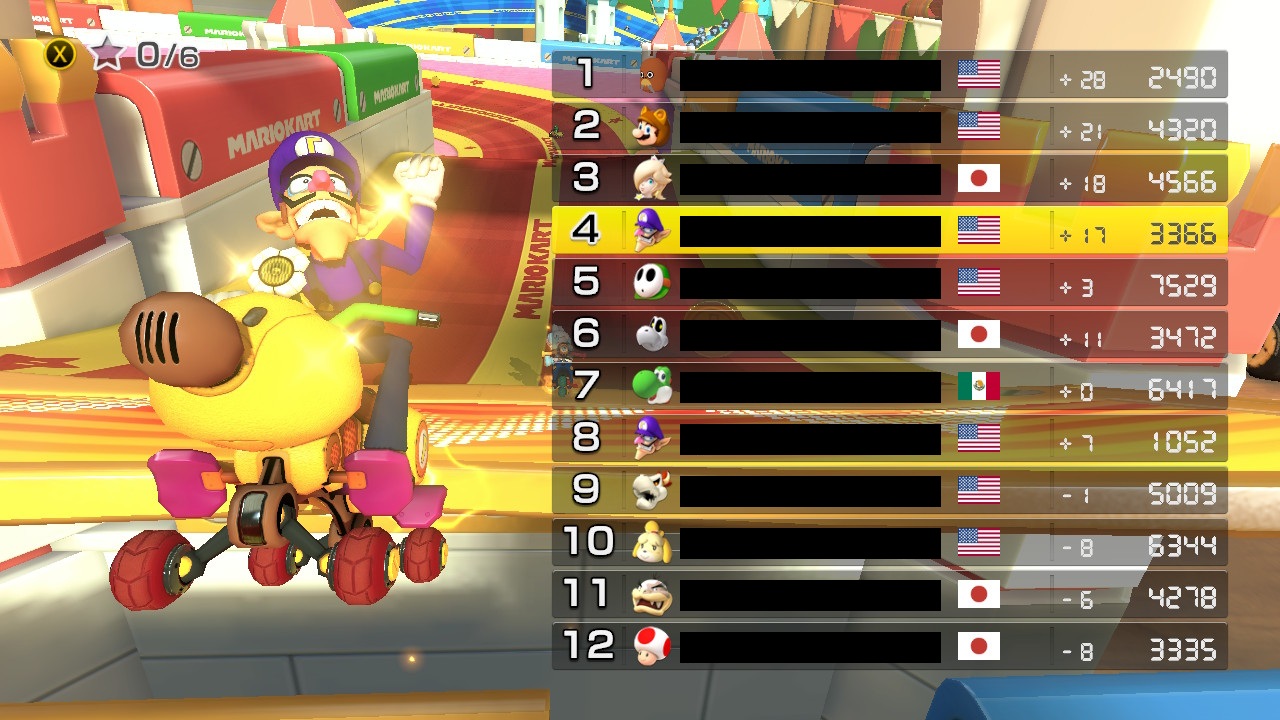 X 0/6
MARIOKART
MARIOKART
MARIOKART
MARIOKART
MARIOKART
1 + 28 2490
2 + 21 4320
3 + 18 4566
4 + 17 3366
5 + 3 7529
6 + 11 3472
7 + 0 6417
8 + 7 1052
9 - 1 5009
10 - 8 6344
11 - 6 4278
12 - 8 3335